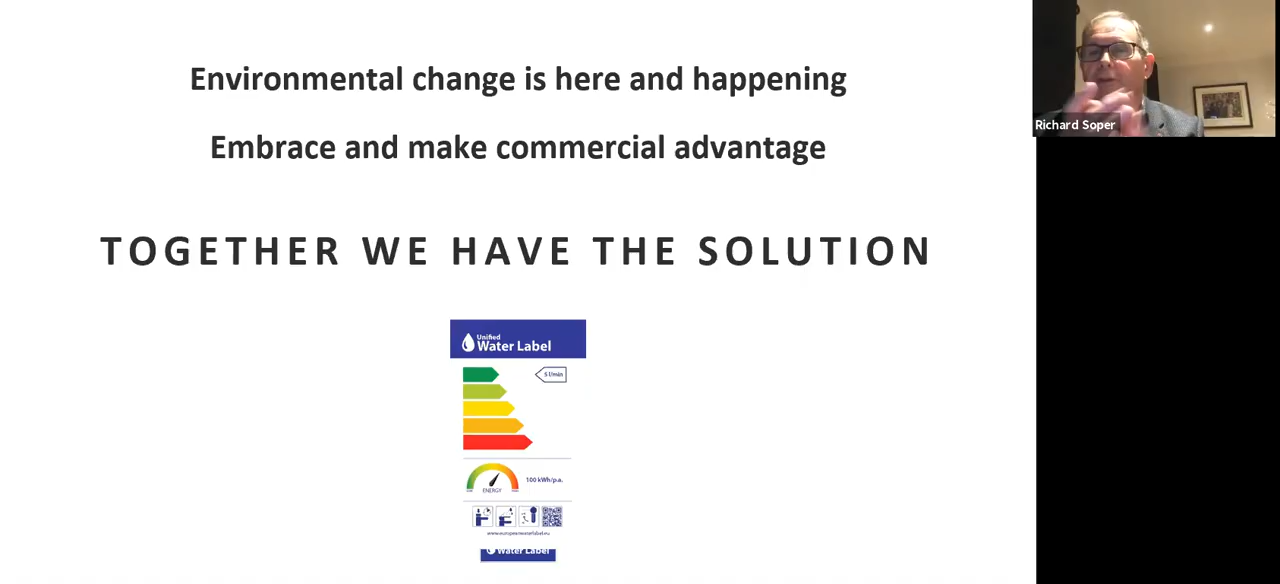 Environmental change is here and happening
Embrace and make commercial advantage
TOGETHER WE HAVE THE SOLUTION
Unified
Water Label
5 l/min
100 kWh/p.a.
ENERGY
www.europeanwaterlabel.eu
Water Label
Richard Soper